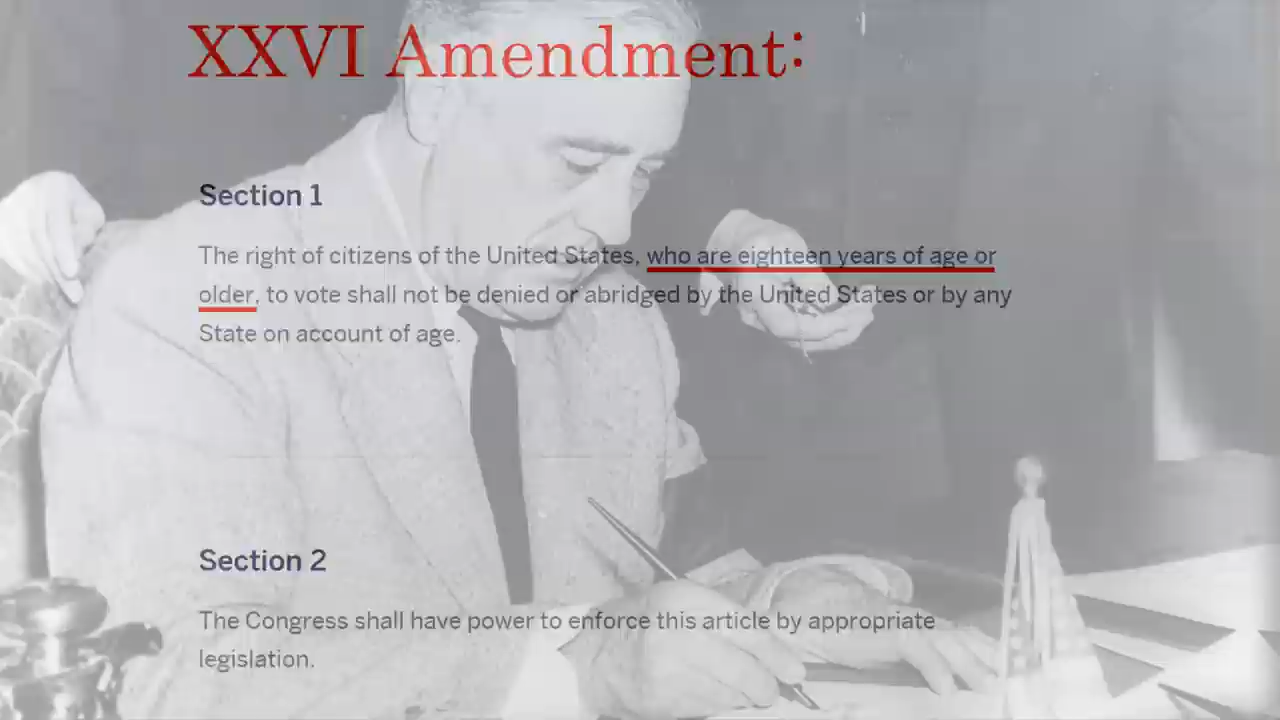 XXVI Amendment:
Section 1
The right of citizens of the United States, who are eighteen years of age or
older, to vote shall not be denied or abridged by the United States or by any
State on account of age.
Section 2
The Congress shall have power to enforce this article by appropriate
legislation.